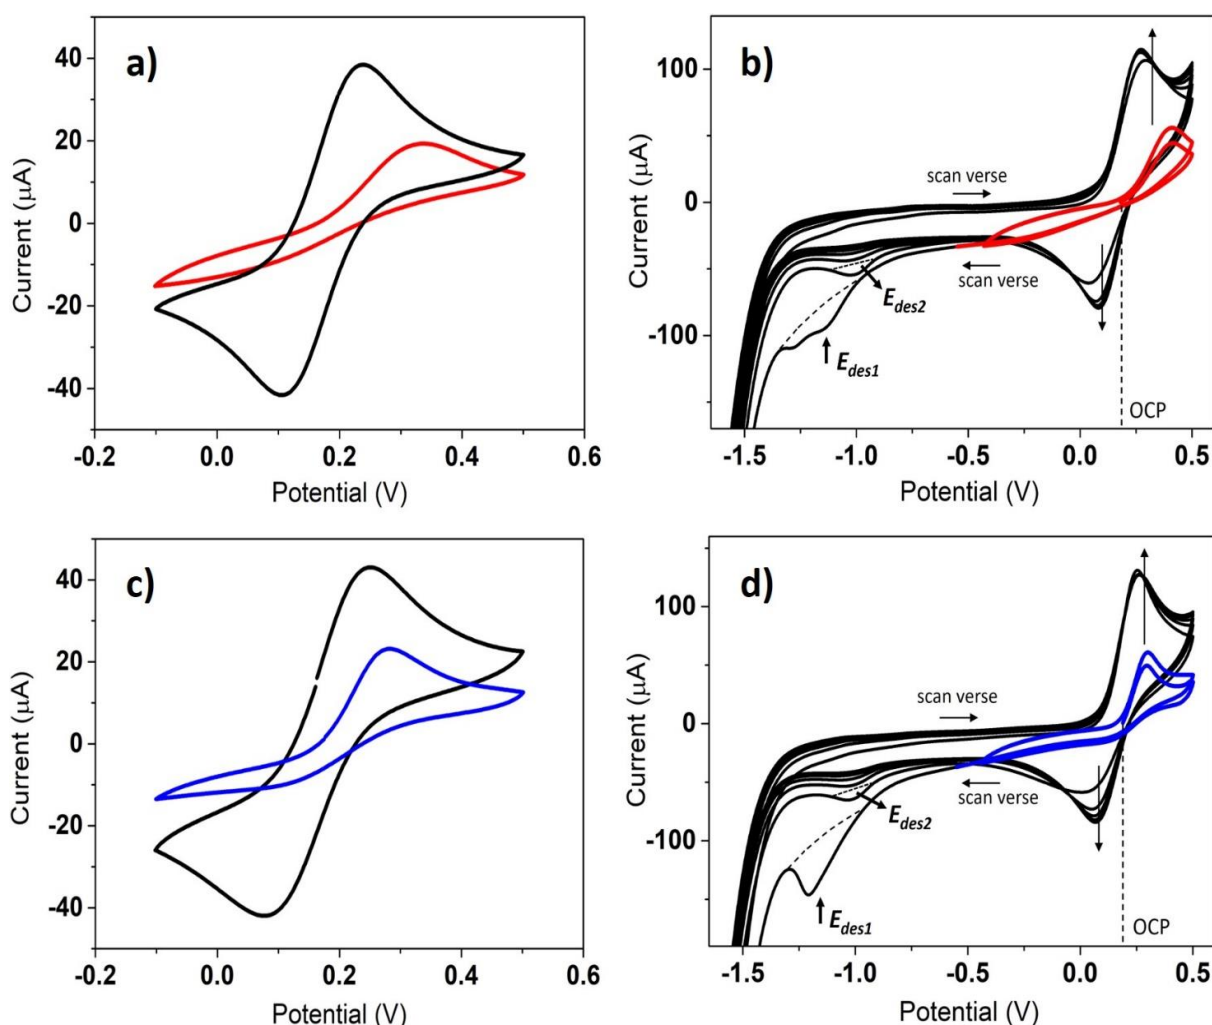 a)
Current (μA)
40
20
0
-20
-40
-0.2
0.0
0.2
0.4
0.6
Potential (V)
b)
Current (μA)
100
0
-100
scan verse
scan verse
Edes2
Edes1
OCP
-1.5
-1.0
-0.5
0.0
0.5
Potential (V)
c)
Current (μA)
40
20
0
-20
-40
-0.2
0.0
0.2
0.4
0.6
Potential (V)
d)
Current (μA)
100
0
-100
scan verse
scan verse
Edes2
Edes1
OCP
-1.5
-1.0
-0.5
0.0
0.5
Potential (V)